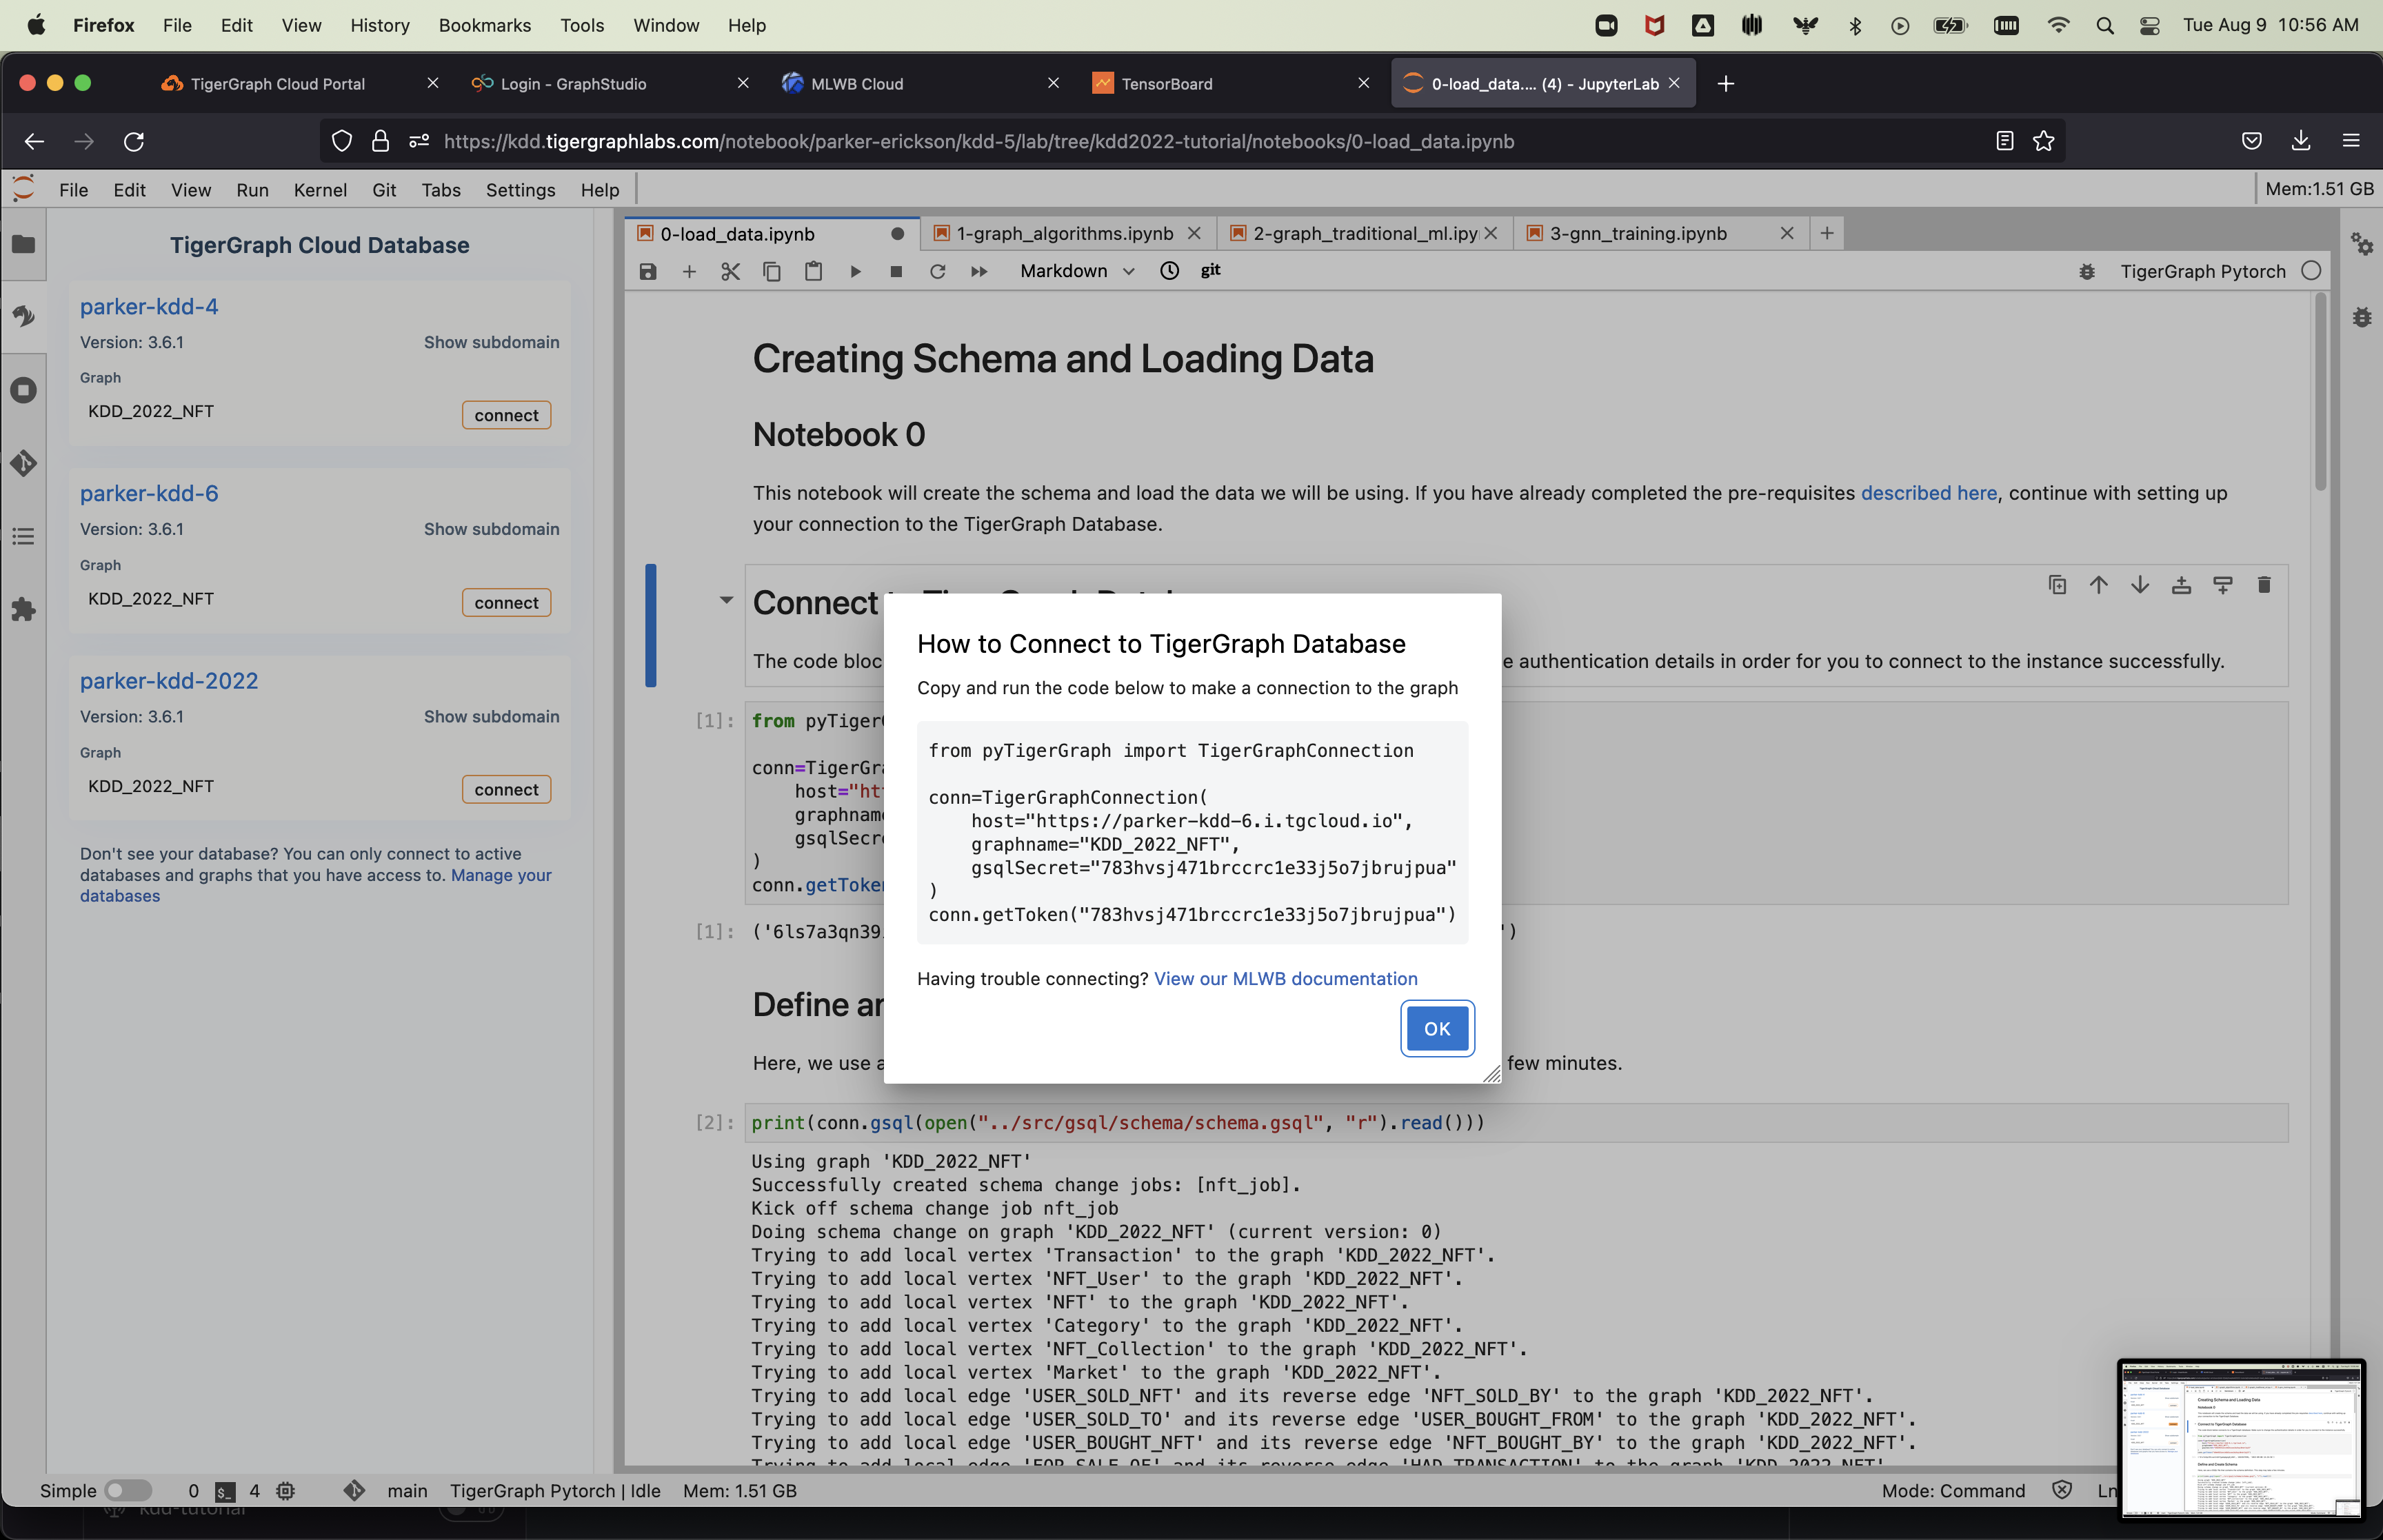 Firefox File Edit View History Bookmarks Tools Window Help
Tue Aug 9 10:56 AM
TigerGraph Cloud Portal
Login - GraphStudio
MLWB Cloud
TensorBoard
0-load_data.... (4) - JupyterLab
https://kdd.tigergraphlabs.com/notebook/parker-erickson/kdd-5/lab/tree/kdd2022-tutorial/notebooks/0-load_data.ipynb
File Edit View Run Kernel Git Tabs Settings Help
Mem:1.51 GB
TigerGraph Cloud Database
parker-kdd-4
Version: 3.6.1 Show subdomain
Graph
KDD_2022_NFT connect
parker-kdd-6
Version: 3.6.1 Show subdomain
Graph
KDD_2022_NFT connect
parker-kdd-2022
Version: 3.6.1 Show subdomain
Graph
KDD_2022_NFT connect
Don't see your database? You can only connect to active
databases and graphs that you have access to. Manage your
databases
0-load_data.ipynb
1-graph_algorithms.ipynb
2-graph_traditional_ml.ipy
3-gnn_training.ipynb
Markdown git
TigerGraph Pytorch
Creating Schema and Loading Data
Notebook 0
This notebook will create the schema and load the data we will be using. If you have already completed the pre-requisites described here, continue with setting up
your connection to the TigerGraph Database.
Connect
The code bloc e authentication details in order for you to connect to the instance successfully.
[1]: from pyTiger
conn=TigerGra
host="ht
graphname
gsqlSecre
)
conn.getToke
[1]: ('6ls7a3qn39. ')
Define ar
Here, we use a few minutes.
How to Connect to TigerGraph Database
Copy and run the code below to make a connection to the graph
from pyTigerGraph import TigerGraphConnection
conn=TigerGraphConnection(
host="https://parker-kdd-6.i.tgcloud.io",
graphname="KDD_2022_NFT",
gsqlSecret="783hvsj471brccrc1e33j5o7jbrujpua"
)
conn.getToken("783hvsj471brccrc1e33j5o7jbrujpua")
Having trouble connecting? View our MLWB documentation
OK
[2]: print(conn.gsql(open("../src/gsql/schema/schema.gsql", "r").read()))
Using graph 'KDD_2022_NFT'
Successfully created schema change jobs: [nft_job].
Kick off schema change job nft_job
Doing schema change on graph 'KDD_2022_NFT' (current version: 0)
Trying to add local vertex 'Transaction' to the graph 'KDD_2022_NFT'.
Trying to add local vertex 'NFT_User' to the graph 'KDD_2022_NFT'.
Trying to add local vertex 'NFT' to the graph 'KDD_2022_NFT'.
Trying to add local vertex 'Category' to the graph 'KDD_2022_NFT'.
Trying to add local vertex 'NFT_Collection' to the graph 'KDD_2022_NFT'.
Trying to add local vertex 'Market' to the graph 'KDD_2022_NFT'.
Trying to add local edge 'USER_SOLD_NFT' and its reverse edge 'NFT_SOLD_BY' to the graph 'KDD_2022_NFT'.
Trying to add local edge 'USER_SOLD_TO' and its reverse edge 'USER_BOUGHT_FROM' to the graph 'KDD_2022_NFT'.
Trying to add local edge 'USER_BOUGHT_NFT' and its reverse edge 'NFT_BOUGHT_BY' to the graph 'KDD_2022_NFT'.
Trying to add local edge 'FOR_SALE_OF' and its reverse edge 'HAD_TRANSACTION' to the graph 'KDD_2022_NFT'
Simple 0 4 main TigerGraph Pytorch | Idle Mem: 1.51 GB
Mode: Command Ln
kdd-tutorial